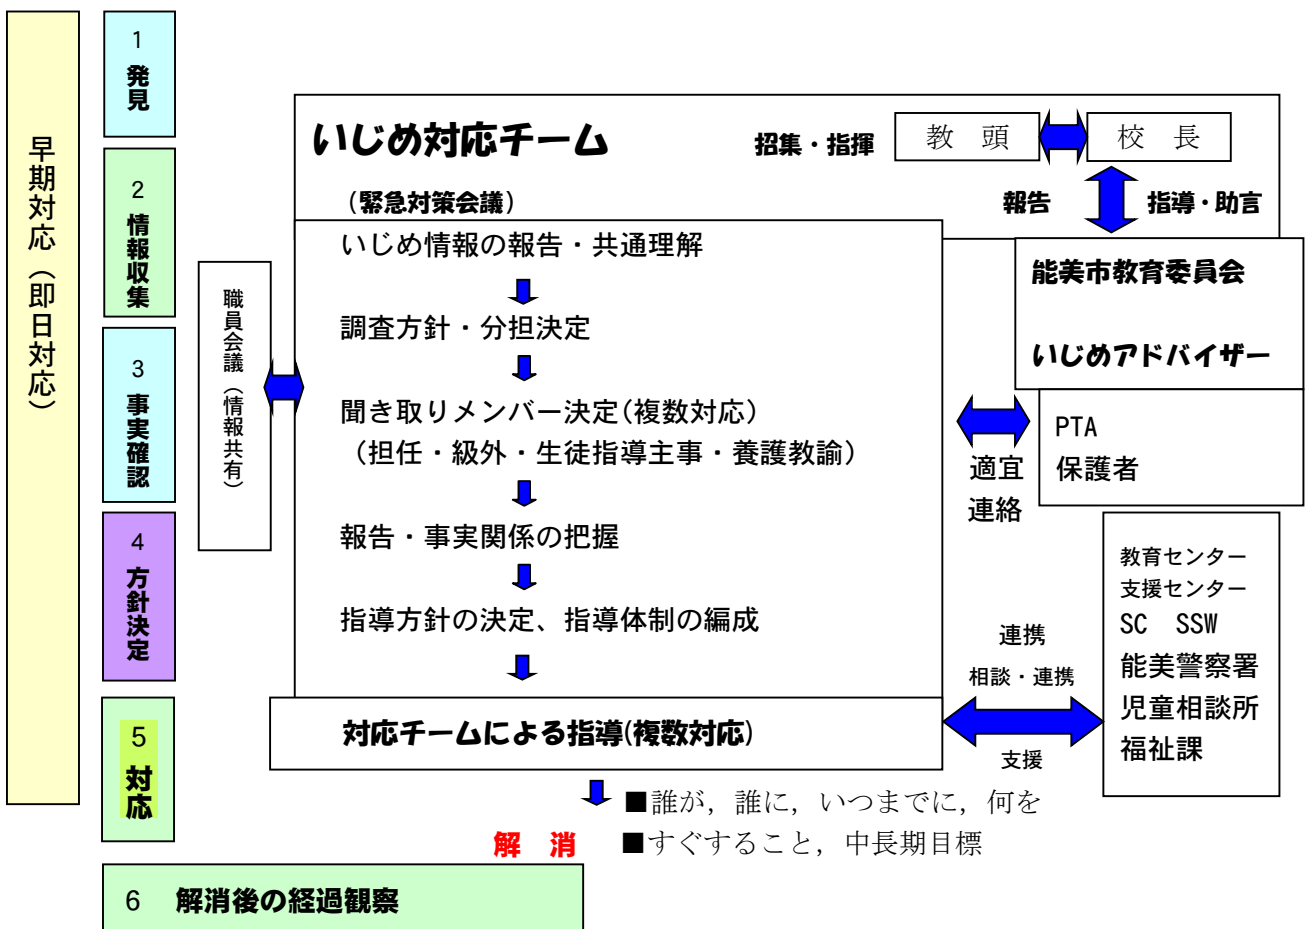 早期対応（即日対応）
1
発見
2
情報収集
3
事実確認
4
方針決定
5
対応
6　解消後の経過観察
職員会議（情報共有）
いじめ対応チーム
招集・指揮
教　頭
校　長
（緊急対策会議）
報告
指導・助言
いじめ情報の報告・共通理解
調査方針・分担決定
聞き取りメンバー決定(複数対応)
（担任・級外・生徒指導主事・養護教諭）
報告・事実関係の把握
指導方針の決定、指導体制の編成
対応チームによる指導(複数対応)
能美市教育委員会
いじめアドバイザー
適宜
連絡
PTA
保護者
連携
相談・連携
支援
教育センター
支援センター
SC　SSW
能美警察署
児童相談所
福祉課
■誰が，誰に，いつまでに，何を
解　消
■すぐすること，中長期目標